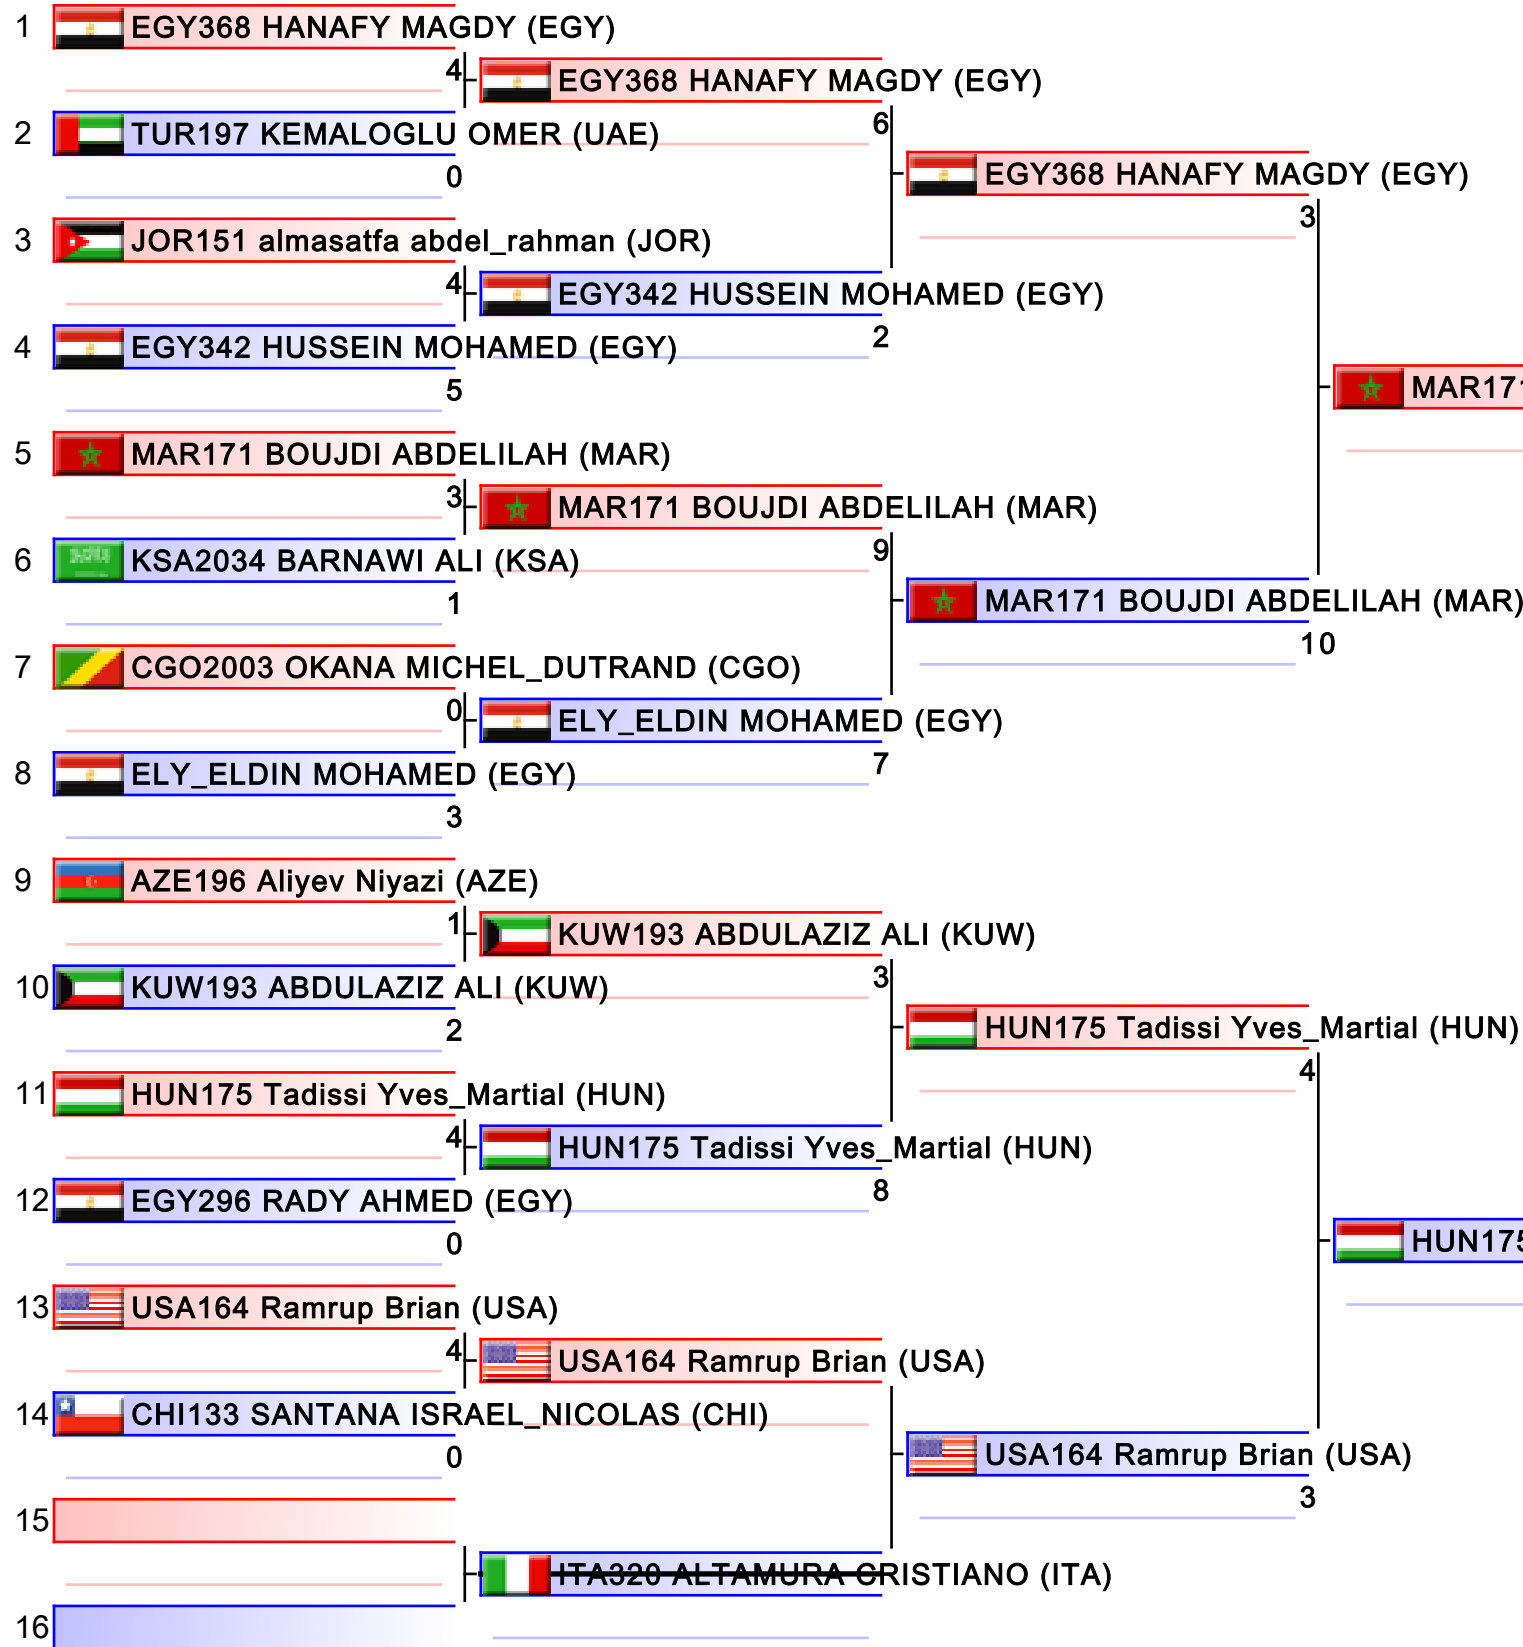 1 EGY368 HANAFY MAGDY (EGY)
4 EGY368 HANAFY MAGDY (EGY)
2 TUR197 KEMALOGLU OMER (UAE)
6
0
EGY368 HANAFY MAGDY (EGY)
3
3 JOR151 almasatfa abdel_rahman (JOR)
4 EGY342 HUSSEIN MOHAMED (EGY)
4 EGY342 HUSSEIN MOHAMED (EGY)
2
5
MAR171
5 MAR171 BOUJDI ABDELILAH (MAR)
3 MAR171 BOUJDI ABDELILAH (MAR)
6 KSA2034 BARNAWI ALI (KSA)
9
1
MAR171 BOUJDI ABDELILAH (MAR)
10
7 CGO2003 OKANA MICHEL_DUTRAND (CGO)
0 ELY_ELDIN MOHAMED (EGY)
8 ELY_ELDIN MOHAMED (EGY)
7
3
9 AZE196 Aliyev Niyazi (AZE)
1 KUW193 ABDULAZIZ ALI (KUW)
10 KUW193 ABDULAZIZ ALI (KUW)
3
2
HUN175 Tadissi Yves_Martial (HUN)
4
11 HUN175 Tadissi Yves_Martial (HUN)
4 HUN175 Tadissi Yves_Martial (HUN)
12 EGY296 RADY AHMED (EGY)
8
0
HUN175
13 USA164 Ramrup Brian (USA)
4 USA164 Ramrup Brian (USA)
14 CHI133 SANTANA ISRAEL_NICOLAS (CHI)
0
USA164 Ramrup Brian (USA)
3
15
ITA320 ALTAMURA CRISTIANO (ITA)
16